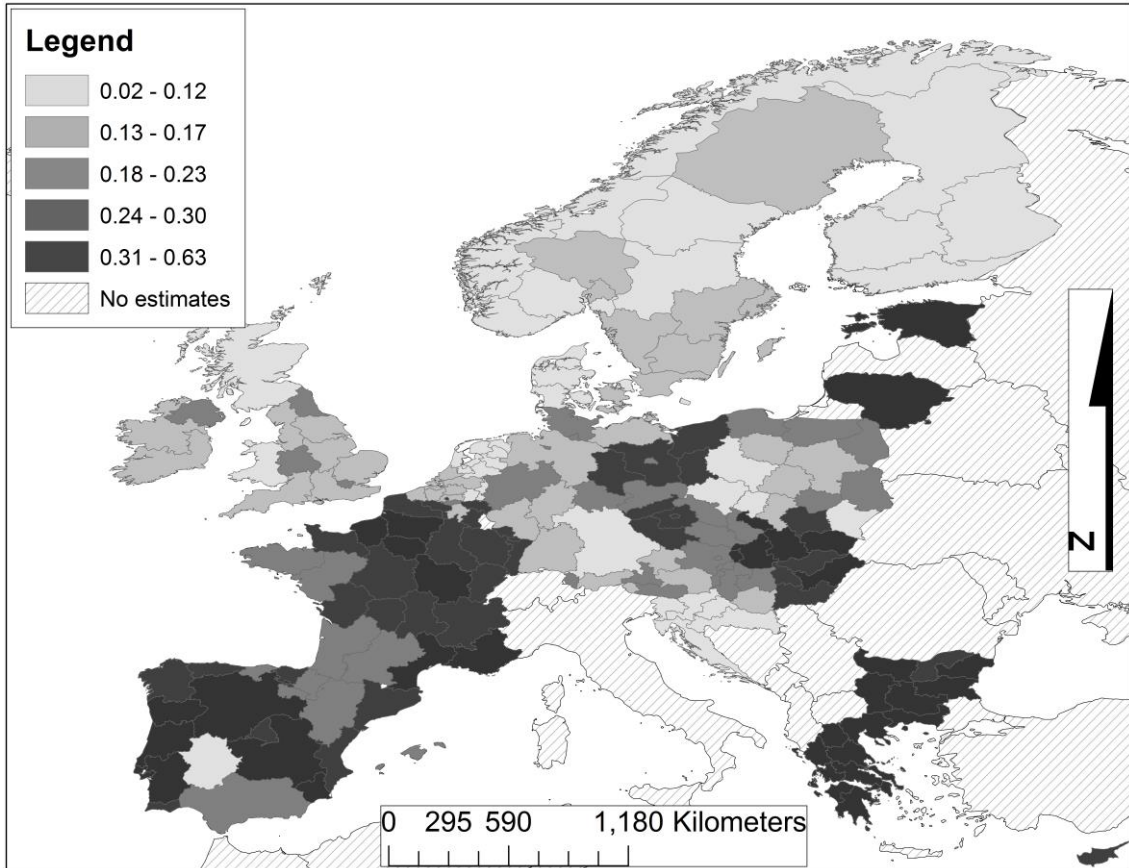 Legend
0.02 - 0.12
0.13 - 0.17
0.18 - 0.23
0.24 - 0.30
0.31 - 0.63
No estimates
N
0 295 590 1,180 Kilometers